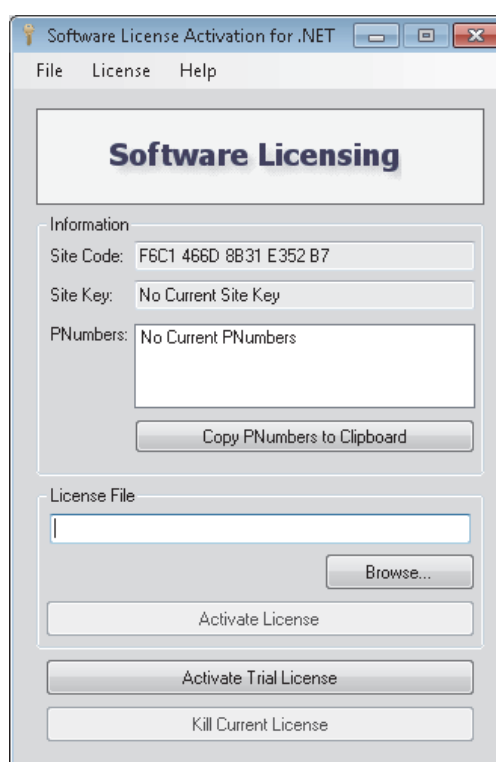 Software License Activation for .NET
File License Help
Software Licensing
Information
Site Code: F6C1 466D 8B31 E352 B7
Site Key: No Current Site Key
PNumbers: No Current PNumbers
Copy PNumbers to Clipboard
License File
Browse...
Activate License
Activate Trial License
Kill Current License